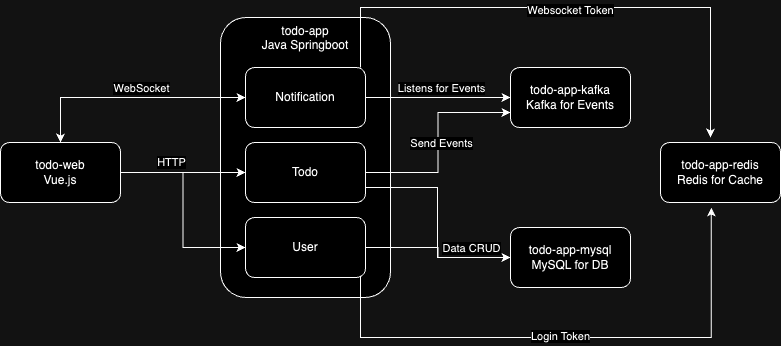 Websocket Token
todo-app
Java Springboot
WebSocket
Notification
Listens for Events
todo-app-kafka
Kafka for Events
Send Events
todo-web
Vue.js
HTTP
Todo
todo-app-redis
Redis for Cache
User
Data CRUD
todo-app-mysql
MySQL for DB
Login Token